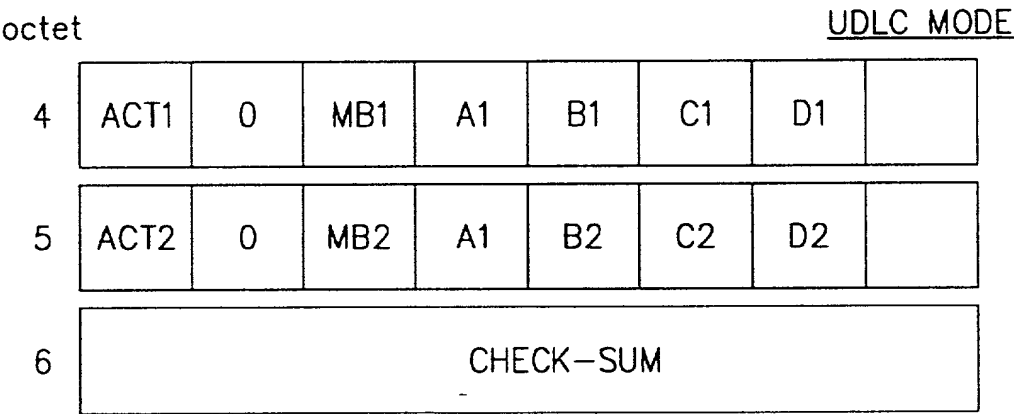 octet UDLC MODE
4 ACT1 0 MB1 A1 B1 C1 D1
5 ACT2 0 MB2 A1 B2 C2 D2
6 CHECK-SUM